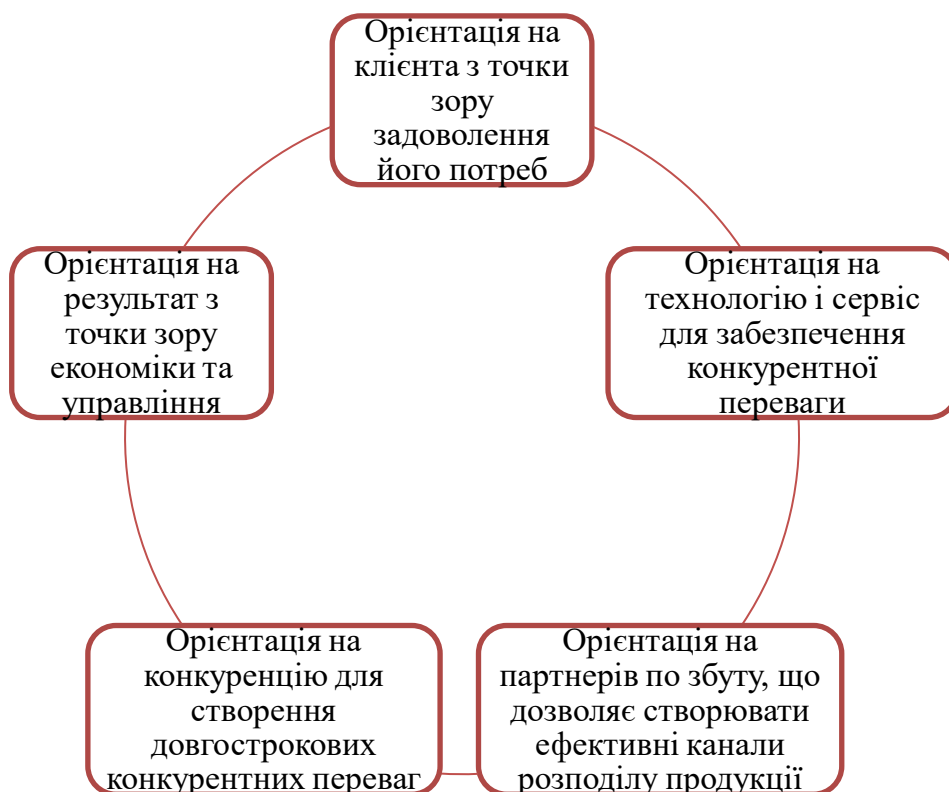 Орієнтація на
клієнта з точки
зору
задоволення
його потреб
Орієнтація на
технологію і сервіс
для забезпечення
конкурентної
переваги
Орієнтація на
партнерів по збуту, що
дозволяє створювати
ефективні канали
розподілу продукції
Орієнтація на
конкуренцію для
створення
довгострокових
конкурентних переваг
Орієнтація на
результат з
точки зору
економіки та
управління